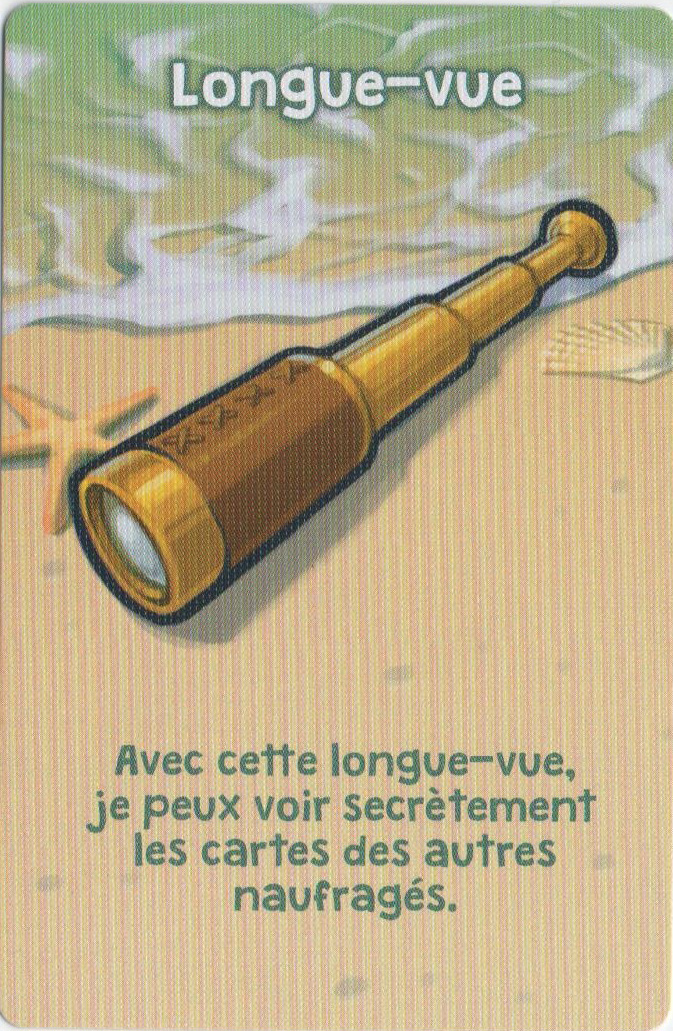 Longue-vue
Avec cette longue-vue,
je peux voir secrètement
les cartes des autres
naufragés.